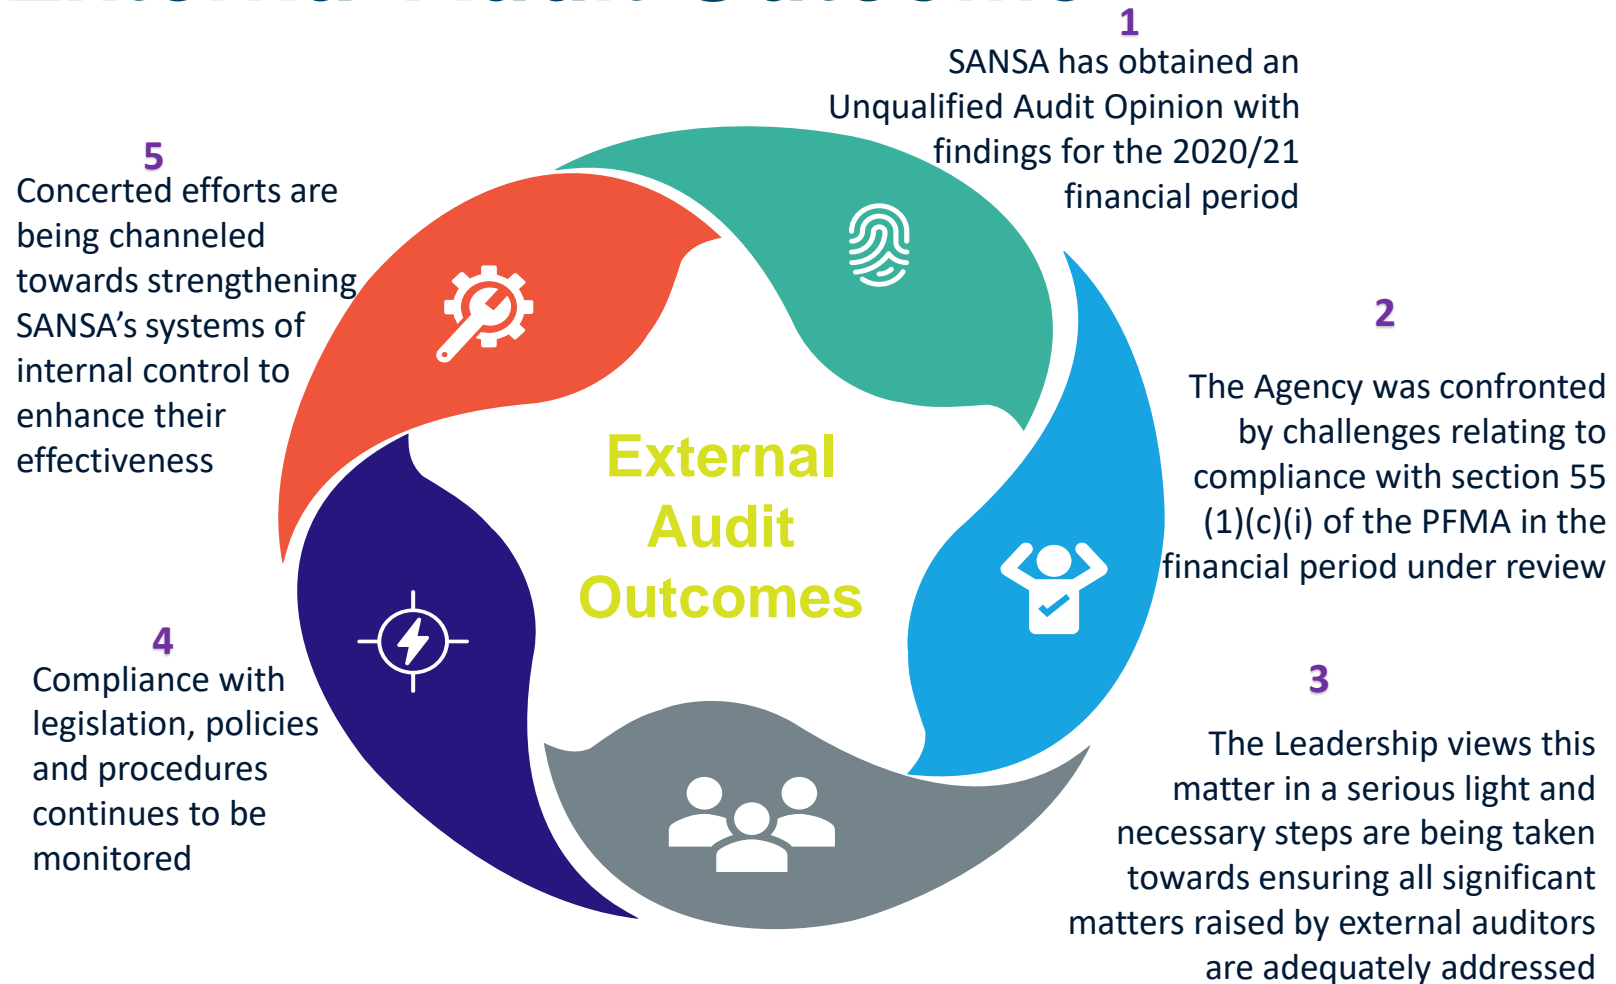 1
SANSA has obtained an
Unqualified Audit Opinion with
findings for the 2020/21
financial period
2
The Agency was confronted
by challenges relating to
compliance with section 55
(1)(c)(i) of the PFMA in the
financial period under review
3
The Leadership views this
matter in a serious light and
necessary steps are being taken
towards ensuring all significant
matters raised by external auditors
are adequately addressed
4
Compliance with
legislation, policies
and procedures
continues to be
monitored
5
Concerted efforts are
being channeled
towards strengthening
SANSA’s systems of
internal control to
enhance their
effectiveness
External
Audit
Outcomes